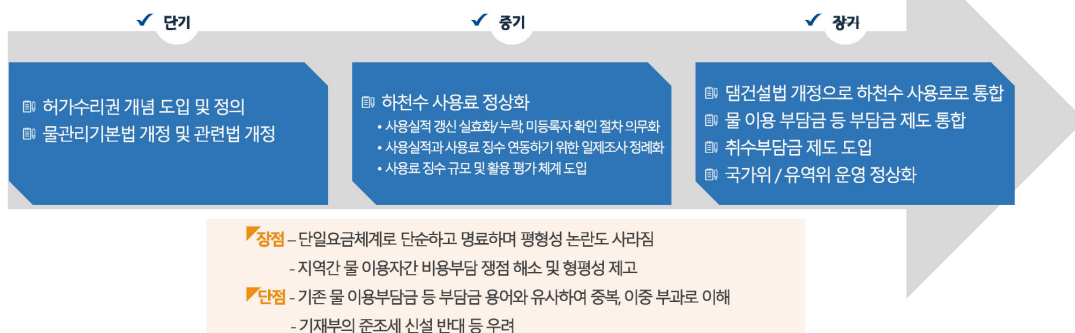 단기
중기
장기
허가수리권 개념 도입 및 정의
물관리기본법 개정 및 관련법 개정
하천수 사용료 정상화
• 사용실적 갱신 실효화/누락, 미등록자 확인 절차 의무화
• 사용실적과 사용료 징수 연동하기 위한 일제조사 정례화
• 사용료 징수 규모 및 활용 평가 체계 도입
댐건설법 개정으로 하천수 사용로로 통합
물 이용 부담금 등 부담금 제도 통합
취수부담금 제도 도입
국가위 / 유역위 운영 정상화
장점 – 단일요금체계로 단순하고 명료하며 평형성 논란도 사라짐
- 지역간 물 이용자간 비용부담 쟁점 해소 및 형평성 제고
단점 - 기존 물 이용부담금 등 부담금 용어와 유사하여 중복, 이중 부과로 이해
- 기재부의 준조세 신설 반대 등 우려